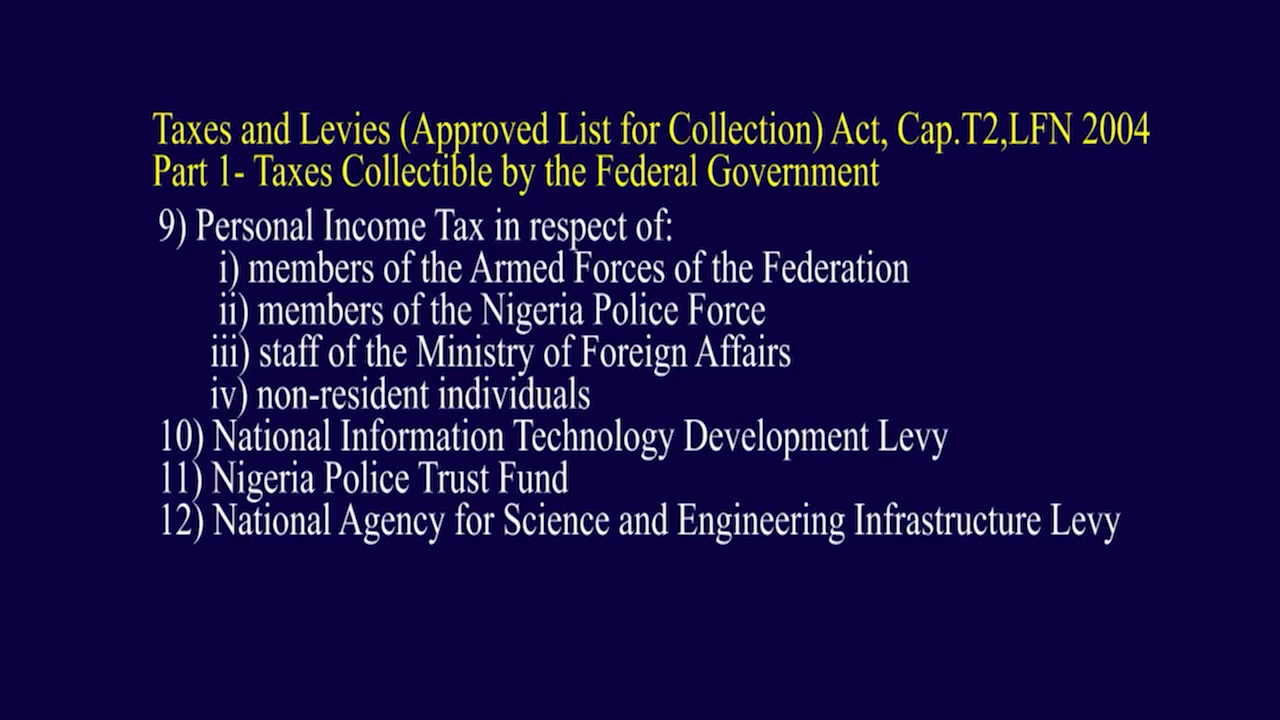 Taxes and Levies (Approved List for Collection) Act, Cap.T2,LFN 2004
Part 1- Taxes Collectible by the Federal Government
9) Personal Income Tax in respect of:
i) members of the Armed Forces of the Federation
ii) members of the Nigeria Police Force
iii) staff of the Ministry of Foreign Affairs
iv) non-resident individuals
10) National Information Technology Development Levy
11) Nigeria Police Trust Fund
12) National Agency for Science and Engineering Infrastructure Levy